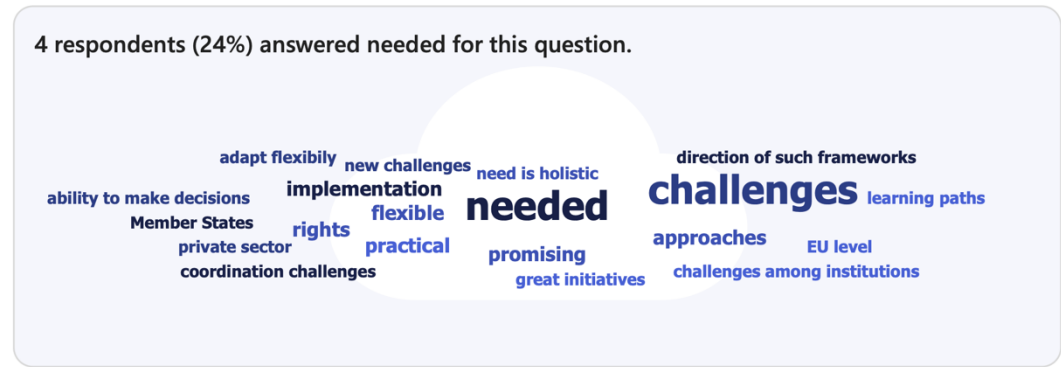 4 respondents (24%) answered needed for this question.
adapt flexibily
new challenges
need is holistic
direction of such frameworks
ability to make decisions
implementation
needed
challenges
learning paths
Member States
rights
flexible
private sector
practical
promising
approaches
EU level
coordination challenges
great initiatives
challenges among institutions